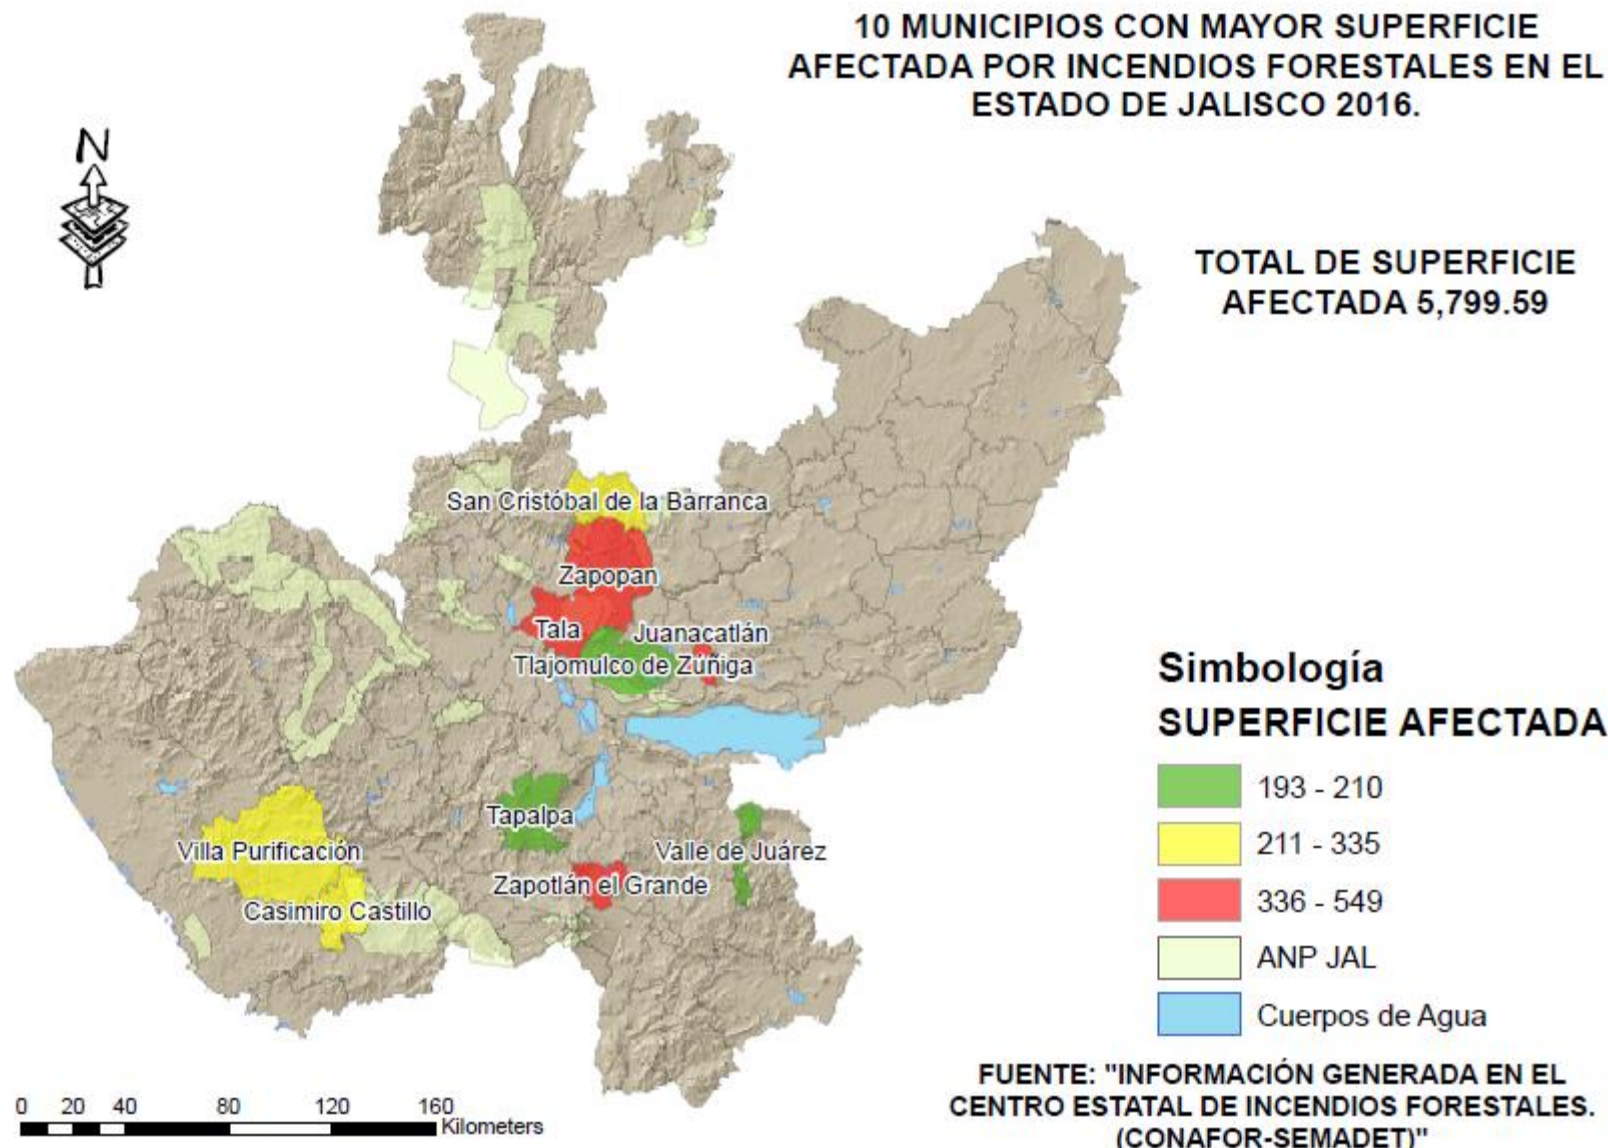 10 MUNICIPIOS CON MAYOR SUPERFICIE
AFECTADA POR INCENDIOS FORESTALES EN EL
ESTADO DE JALISCO 2016.
N
TOTAL DE SUPERFICIE
AFECTADA 5,799.59
San Cristóbal de la Barranca
Zapopan
Tala
Juanacatlán
Tlajomulco de Zúñiga
Tapalpa
Villa Purificación
Valle de Juárez
Zapotlán el Grande
Casimiro Castillo
Simbología
SUPERFICIE AFECTADA
193 - 210
211 - 335
336 - 549
ANP JAL
Cuerpos de Agua
0 20 40 80 120 160
Kilometers
FUENTE: "INFORMACIÓN GENERADA EN EL
CENTRO ESTATAL DE INCENDIOS FORESTALES.
(CONAFOR-SEMADET)"